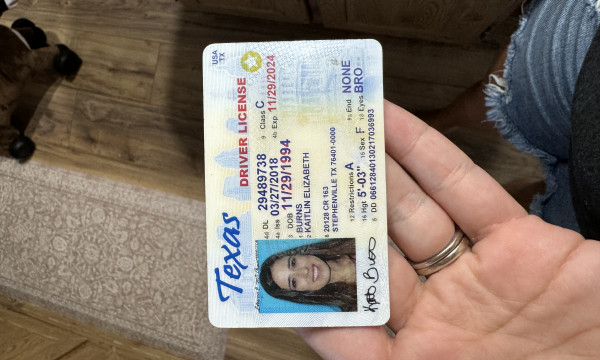 USA
TX
Texas
DRIVER LICENSE
4d DL 29489738 9 Class C
4a Iss 03/27/2018 4b Exp 11/29/2024
3 DOB 11/29/1994
1 BURNS
2 KAITLIN ELIZABETH
8 20128 CR 163
STEPHENVILLE TX 76401-0000
12 Restrictions A 9a End NONE
16 Hgt 5'-03" 15 Sex F 18 Eyes BRO
5 DD 06612840130217036993